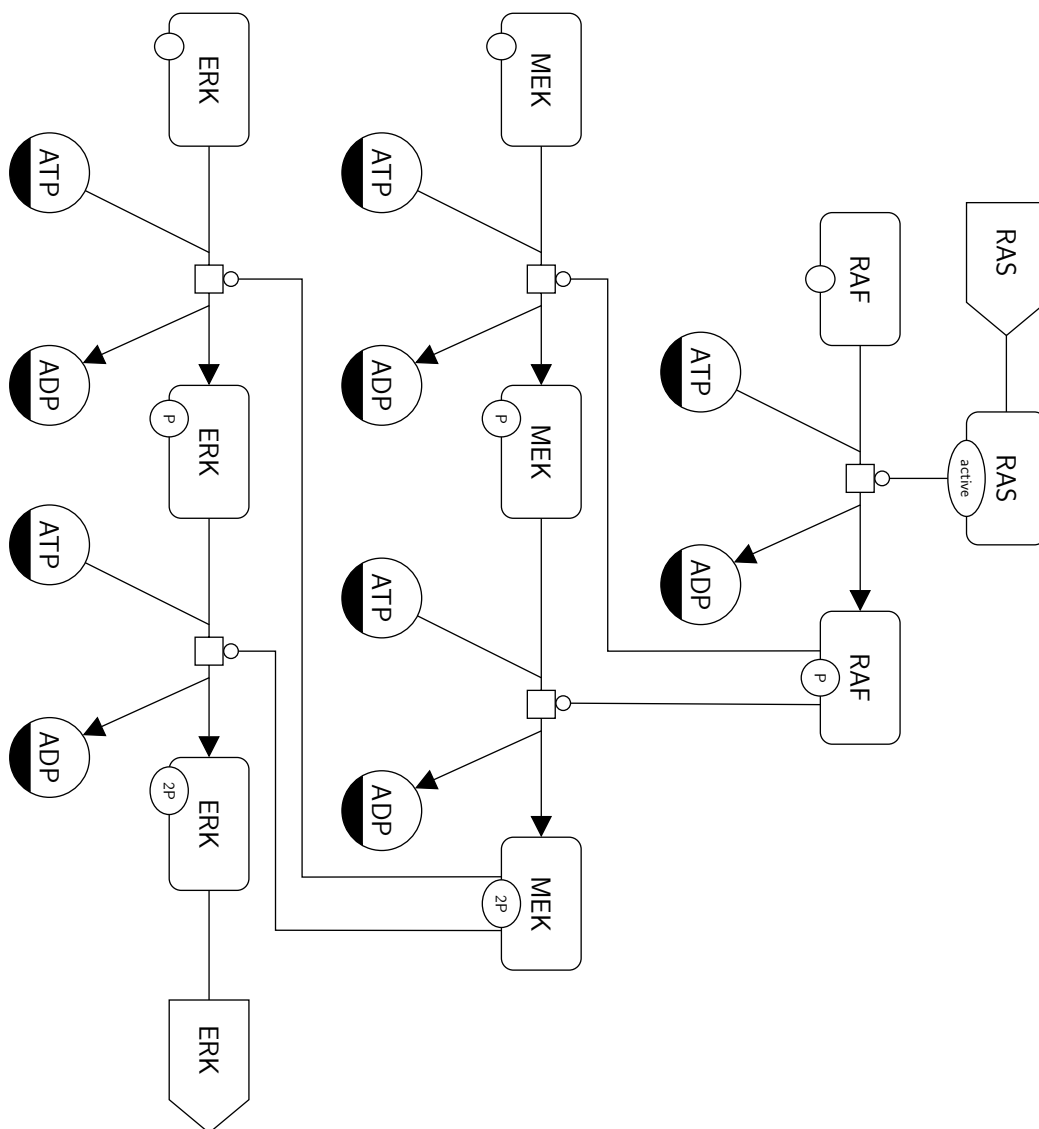 RAS
RAS
active
RAF
RAF
P
ATP
ADP
MEK
MEK
MEK
P
2P
ATP
ADP
ATP
ADP
ERK
ERK
ERK
ERK
P
2P
ATP
ADP
ATP
ADP